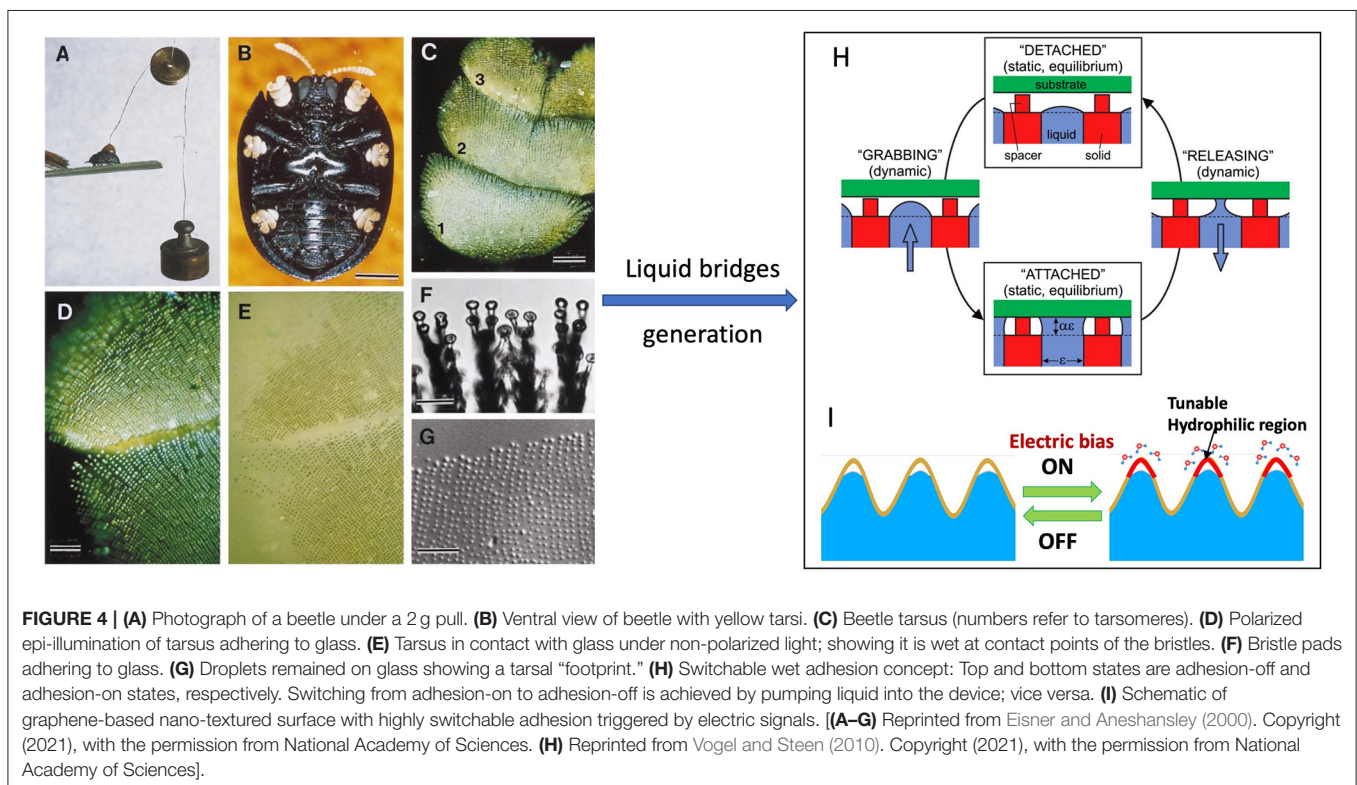 A
B
C
3
2
1
D
E
F
G
Liquid bridges
generation
H
"DETACHED"
(static, equilibrium)
substrate
liquid
spacer
solid
"GRABBING"
(dynamic)
"RELEASING"
(dynamic)
"ATTACHED"
(static, equilibrium)
αε
ε
I
Tunable
Hydrophilic region
Electric bias
ON
OFF
FIGURE 4 | (A) Photograph of a beetle under a 2 g pull. (B) Ventral view of beetle with yellow tarsi. (C) Beetle tarsus (numbers refer to tarsomeres). (D) Polarized
epi-illumination of tarsus adhering to glass. (E) Tarsus in contact with glass under non-polarized light; showing it is wet at contact points of the bristles. (F) Bristle pads
adhering to glass. (G) Droplets remained on glass showing a tarsal "footprint." (H) Switchable wet adhesion concept: Top and bottom states are adhesion-off and
adhesion-on states, respectively. Switching from adhesion-on to adhesion-off is achieved by pumping liquid into the device; vice versa. (I) Schematic of
graphene-based nano-textured surface with highly switchable adhesion triggered by electric signals. [(A–G) Reprinted from Eisner and Aneshansley (2000). Copyright
(2021), with the permission from National Academy of Sciences. (H) Reprinted from Vogel and Steen (2010). Copyright (2021), with the permission from National
Academy of Sciences].